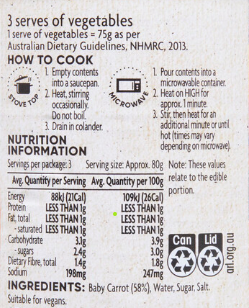 3 serves of vegetables
1 serve of vegetables = 75g as per
Australian Dietary Guidelines, NHMRC, 2013.
HOW TO COOK
STOVE TOP
1. Empty contents
into a saucepan.
2. Heat, stirring
occasionally.
Do not boil.
3. Drain in colander.
MICROWAVE
1. Pour contents into a
microwavable container.
2. Heat on HIGH for
approx. 1 minute.
3. Stir, then heat for an
additional minute or until
hot (times may vary
depending on microwave).
NUTRITION
INFORMATION
Servings per package: 3 Serving size: Approx. 80g
Avg. Quantity per Serving Avg. Quantity per 100g
Energy 88kJ (21Cal) 109kJ (26Cal)
Protein LESS THAN 1g LESS THAN 1g
Fat, total LESS THAN 1g LESS THAN 1g
- saturated LESS THAN 1g LESS THAN 1g
Carbohydrate 3.1g 3.9g
- sugars 2.4g 3.0g
Dietary Fibre, total 1.4g 1.8g
Sodium 198mg 247mg
Note: These values
relate to the edible
portion.
Can Lid
arl.org.au
INGREDIENTS: Baby Carrot (58%), Water, Sugar, Salt.
Suitable for vegans.